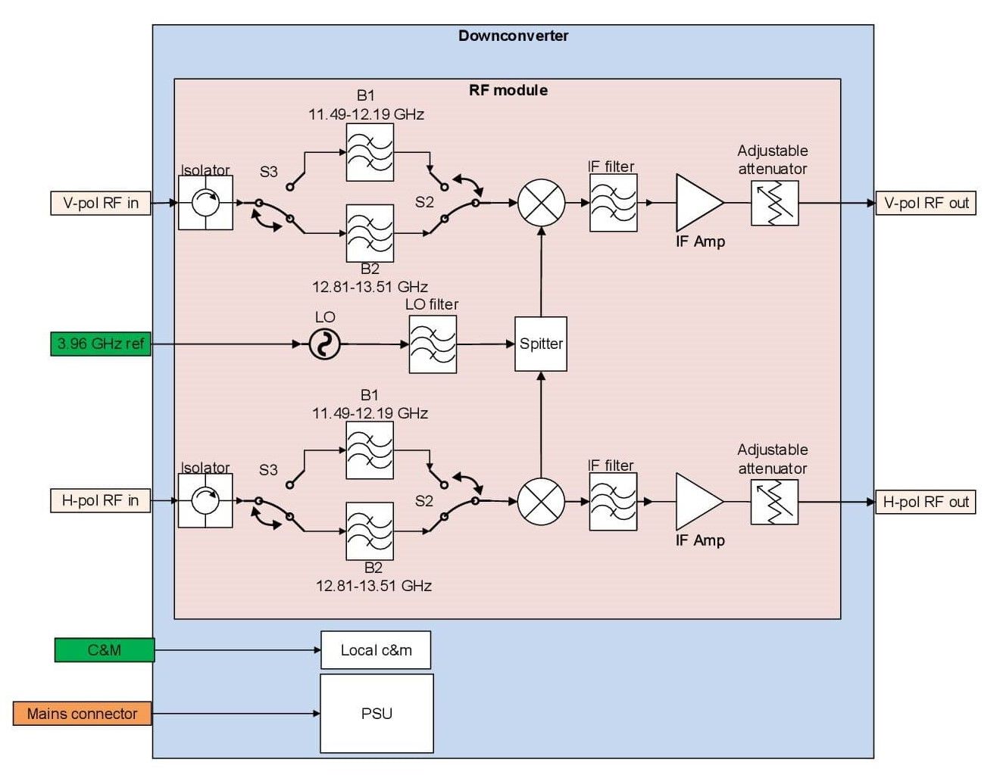 Downconverter
RF module
B1
11.49-12.19 GHz
Isolator
S3
S2
IF filter
Adjustable
attenuator
V-pol RF in
V-pol RF out
IF Amp
B2
12.81-13.51 GHz
LO
LO filter
3.96 GHz ref
Spitter
B1
11.49-12.19 GHz
Isolator
S3
S2
IF filter
Adjustable
attenuator
H-pol RF in
H-pol RF out
IF Amp
B2
12.81-13.51 GHz
C&M
Local c&m
Mains connector
PSU